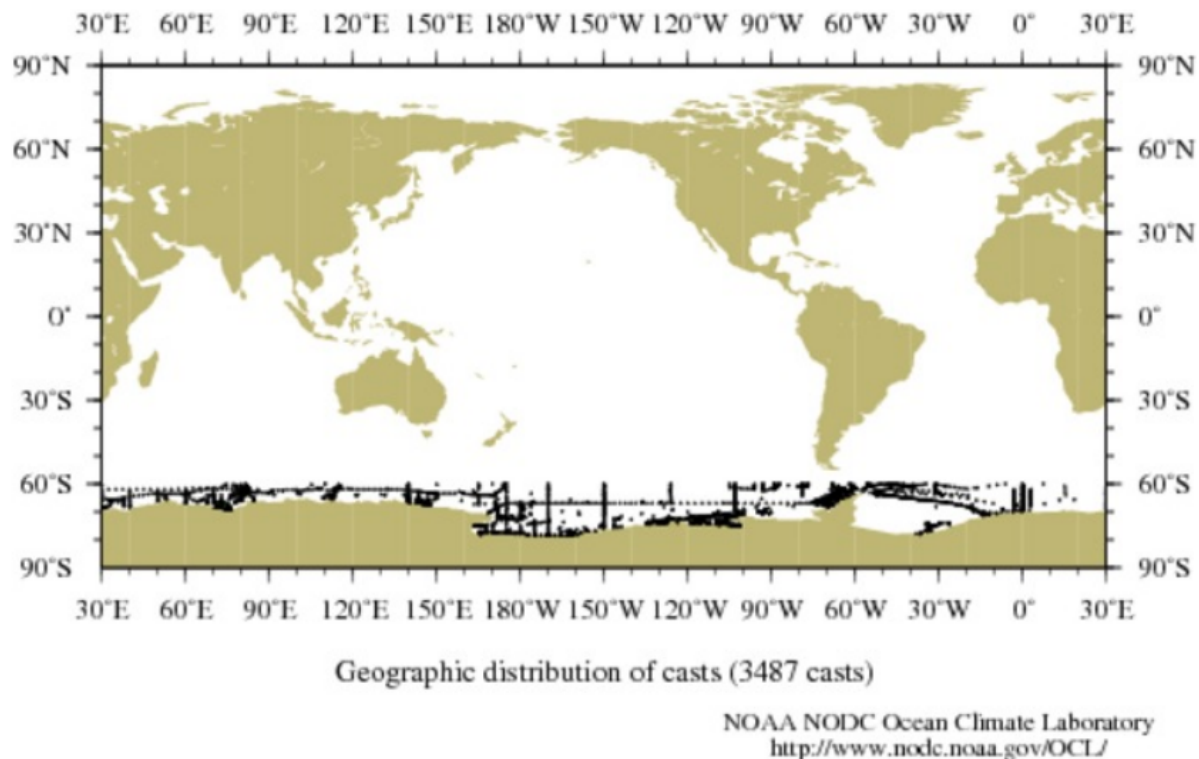 30°E 60°E 90°E 120°E 150°E 180°W 150°W 120°W 90°W 60°W 30°W 0° 30°E
90°N 90°N
60°N 60°N
30°N 30°N
0° 0°
30°S 30°S
60°S 60°S
90°S 90°S
30°E 60°E 90°E 120°E 150°E 180°W 150°W 120°W 90°W 60°W 30°W 0° 30°E
Geographic distribution of casts (3487 casts)
NOAA NODC Ocean Climate Laboratory
http://www.nodc.noaa.gov/OCL/